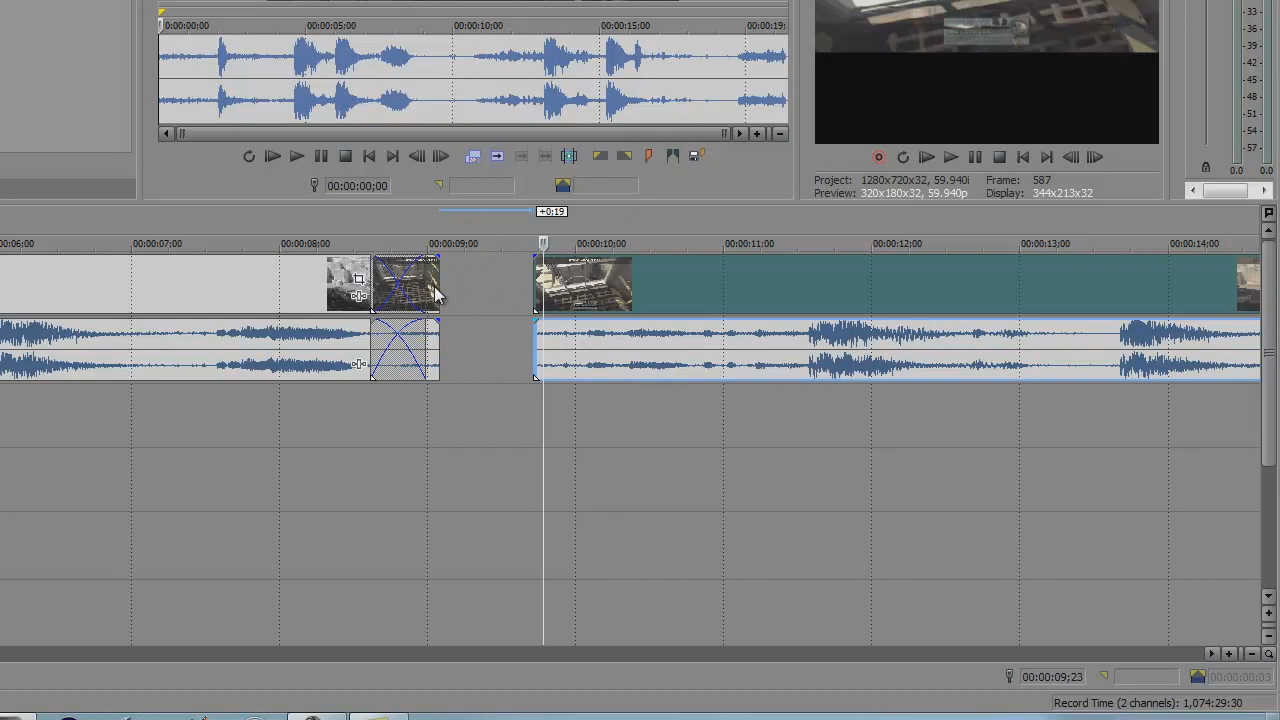 00:00:00;00 00:00:05;00 00:00:10;00 00:00:15;00 00:00:19;
00:00:00;00
-33
-36
-39
-42
-45
-48
-51
-54
-57
0.0 0.0
Project: 1280x720x32, 59.940i Frame: 587
Preview: 320x180x32, 59.940p Display: 344x213x32
+0;19
00:06;00 00:00:07;00 00:00:08;00 00:00:09;00 00:00:10;00 00:00:11;00 00:00:12;00 00:00:13;00 00:00:14;00
00:00:09;23 00:00:00;03
Record Time (2 channels): 1,074:29:30